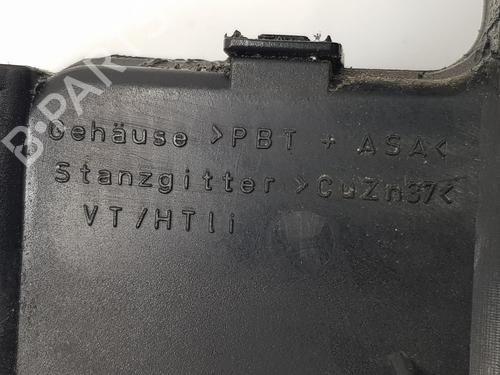 B-PARTS
Gehäuse >PBT + ASA<
Stanzgitter >CuZn37<
VT/HTli